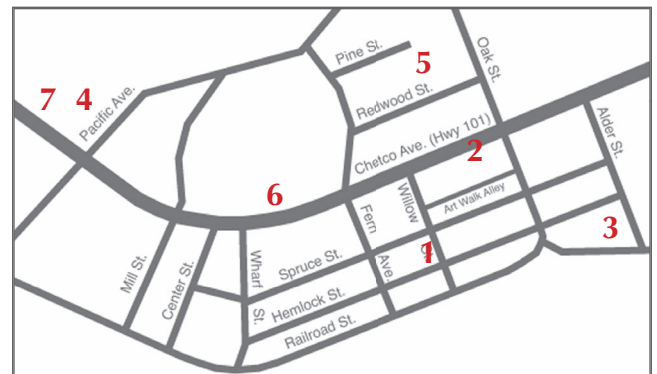 Pine St.
Oak St.
5
7 4
Pacific Ave.
Redwood St.
Chetco Ave. (Hwy 101)
2
Alder St.
6
Willow St.
Art Walk Alley
Fern Ave.
3
1
Wharf St.
Spruce St.
Mill St.
Center St.
Hemlock St.
Railroad St.